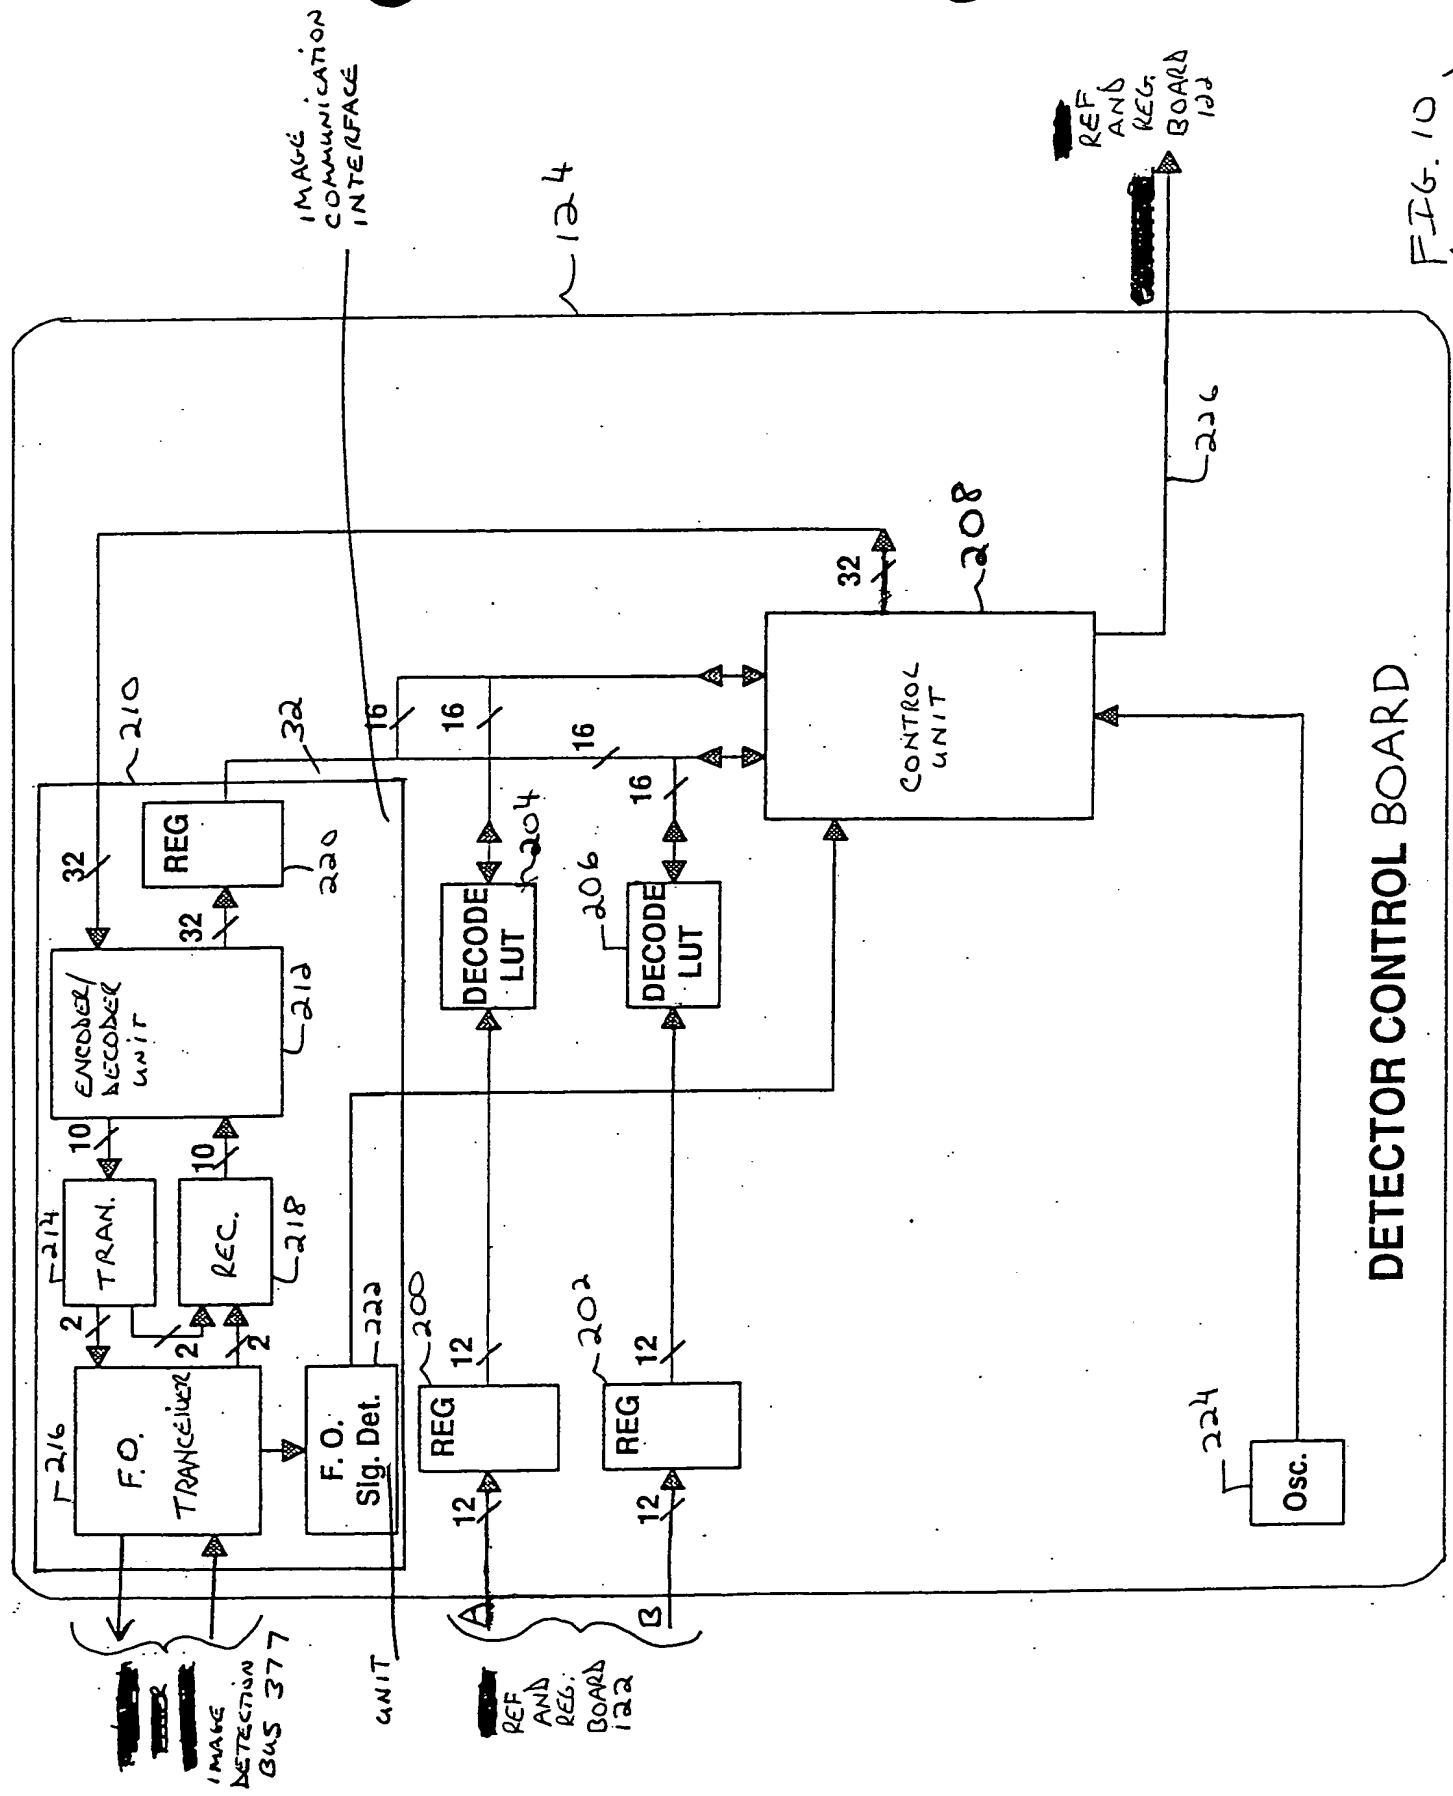 IMAGE
COMMUNICATION
INTERFACE
124
210
216
F.O.
TRANCEIVER
2
2
2
214
TRAN.
REC.
218
10
10
ENCODER/
DECODER
UNIT
212
32
32
REG
220
32
F. O.
Sig. Det.
222
UNIT
IMAGE
DETECTION
BUS 377
A
B
REF
AND
REG.
BOARD
122
12
REG
200
12
DECODE
LUT
204
16
16
12
REG
202
12
DECODE
LUT
206
16
16
CONTROL
UNIT
208
32
226
REF
AND
REG.
BOARD
122
224
Osc.
DETECTOR CONTROL BOARD
FIG. 10